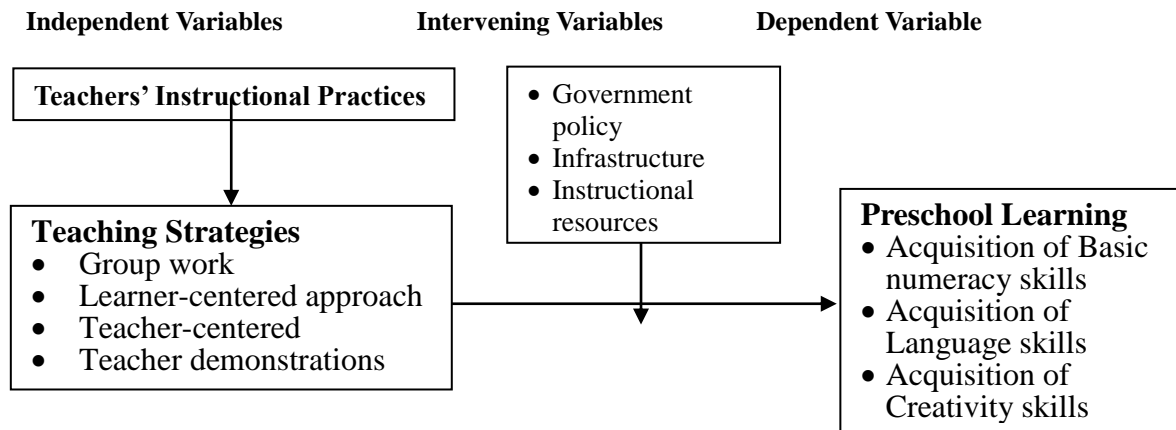 Independent Variables Intervening Variables Dependent Variable
Teachers’ Instructional Practices
• Government
policy
• Infrastructure
• Instructional
resources
Teaching Strategies
• Group work
• Learner-centered approach
• Teacher-centered
• Teacher demonstrations
Preschool Learning
• Acquisition of Basic
numeracy skills
• Acquisition of
Language skills
• Acquisition of
Creativity skills